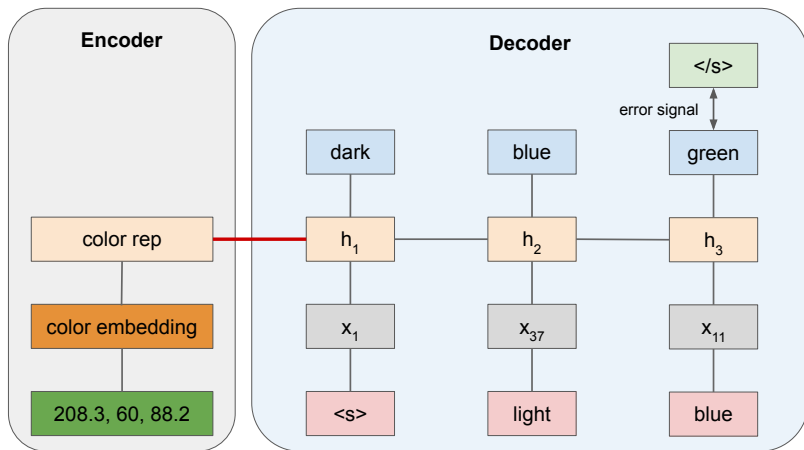 Encoder
Decoder
</s>
error signal
dark
blue
green
color rep
h₁
h₂
h₃
color embedding
x₁
x₃₇
x₁₁
208.3, 60, 88.2
<s>
light
blue